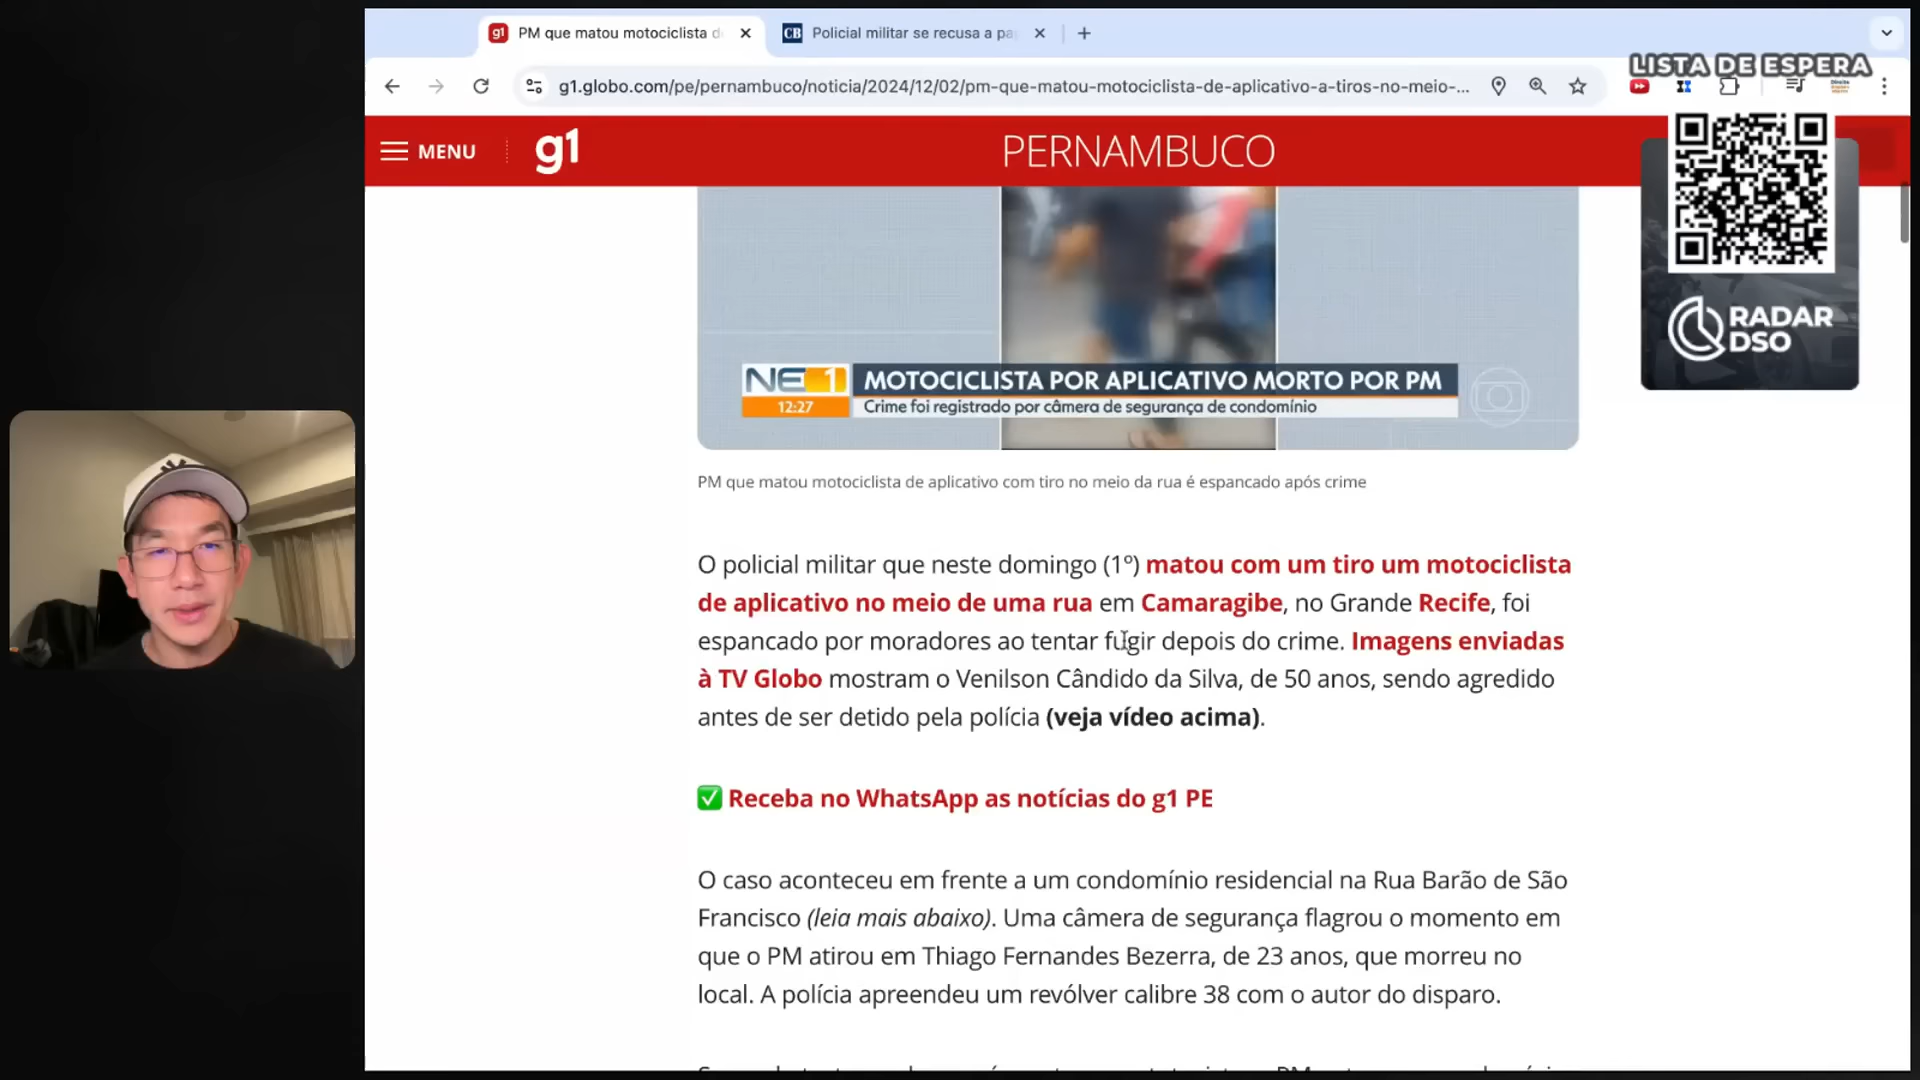 PM que matou motociclista d
Policial militar se recusa a pa
LISTA DE ESPERA
g1.globo.com/pe/pernambuco/noticia/2024/12/02/pm-que-matou-motociclista-de-aplicativo-a-tiros-no-meio-...
MENU
g1
PERNAMBUCO
RADAR
DSO
NE 1
MOTOCICLISTA POR APLICATIVO MORTO POR PM
12:27
Crime foi registrado por câmera de segurança de condomínio
PM que matou motociclista de aplicativo com tiro no meio da rua é espancado após crime
O policial militar que neste domingo (1º) matou com um tiro um motociclista
de aplicativo no meio de uma rua em Camaragibe, no Grande Recife, foi
espancado por moradores ao tentar fugir depois do crime. Imagens enviadas
à TV Globo mostram o Venilson Cândido da Silva, de 50 anos, sendo agredido
antes de ser detido pela polícia (veja vídeo acima).
✅ Receba no WhatsApp as notícias do g1 PE
O caso aconteceu em frente a um condomínio residencial na Rua Barão de São
Francisco (leia mais abaixo). Uma câmera de segurança flagrou o momento em
que o PM atirou em Thiago Fernandes Bezerra, de 23 anos, que morreu no
local. A polícia apreendeu um revólver calibre 38 com o autor do disparo.